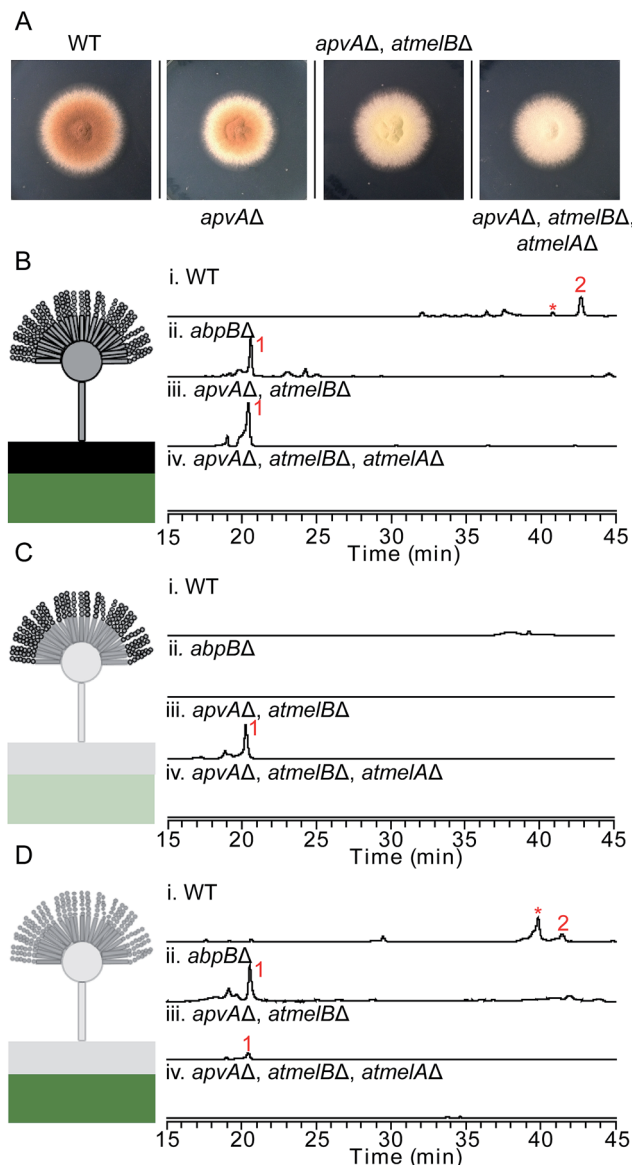 A
WT
apvAΔ, atmelBΔ
apvAΔ
apvAΔ, atmelBΔ,
atmelAΔ
B
i. WT
*
2
ii. abpBΔ
1
iii. apvAΔ, atmelBΔ
1
iv. apvAΔ, atmelBΔ, atmelAΔ
15 20 25 30 35 40 45
Time (min)
C
i. WT
ii. abpBΔ
iii. apvAΔ, atmelBΔ
1
iv. apvAΔ, atmelBΔ, atmelAΔ
15 20 25 30 35 40 45
Time (min)
D
i. WT
*
2
ii. abpBΔ
1
iii. apvAΔ, atmelBΔ
1
iv. apvAΔ, atmelBΔ, atmelAΔ
15 20 25 30 35 40 45
Time (min)